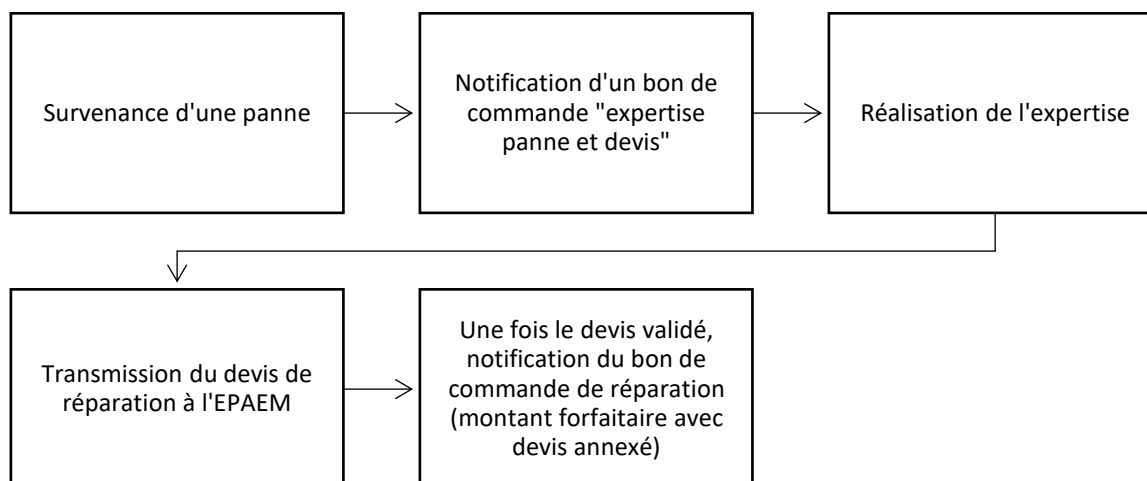 Survenance d'une panne
Notification d'un bon de
commande "expertise
panne et devis"
Réalisation de l'expertise
Transmission du devis de
réparation à l'EPAEM
Une fois le devis validé,
notification du bon de
commande de réparation
(montant forfaitaire avec
devis annexé)